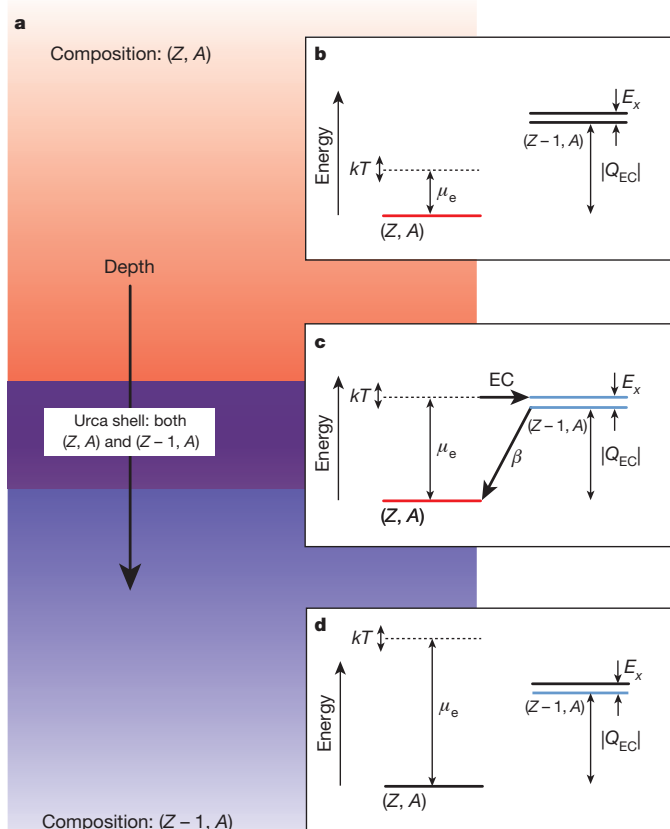 a
Composition: (Z, A)
Depth
Urca shell: both
(Z, A) and (Z – 1, A)
Composition: (Z – 1, A)
b
Energy
kT
μe
(Z, A)
(Z – 1, A)
Ex
|QEC|
c
Energy
kT
μe
(Z, A)
EC
β
(Z – 1, A)
Ex
|QEC|
d
Energy
kT
μe
(Z, A)
(Z – 1, A)
Ex
|QEC|